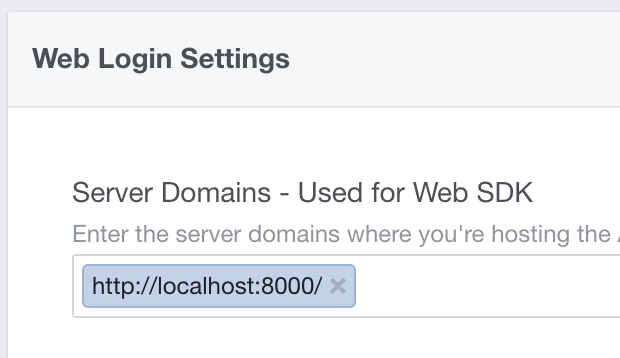 Web Login Settings
Server Domains - Used for Web SDK
Enter the server domains where you're hosting the
http://localhost:8000/ ×